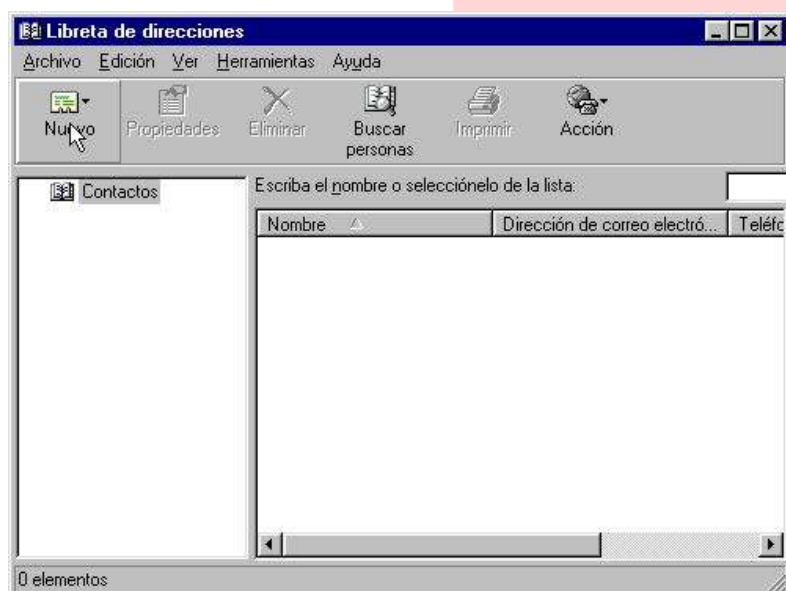 Libreta de direcciones
Archivo Edición Ver Herramientas Ayuda
Nuevo Propiedades Eliminar Buscar personas Imprimir Acción
Contactos
Escriba el nombre o selecciónelo de la lista:
Nombre Dirección de correo electró... Teléfc
0 elementos